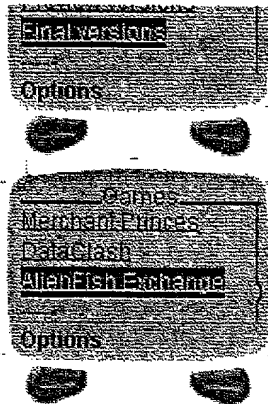 Final versions
Options
Games
Merchant Princes
DataClash
AlienFish Exchange
Options